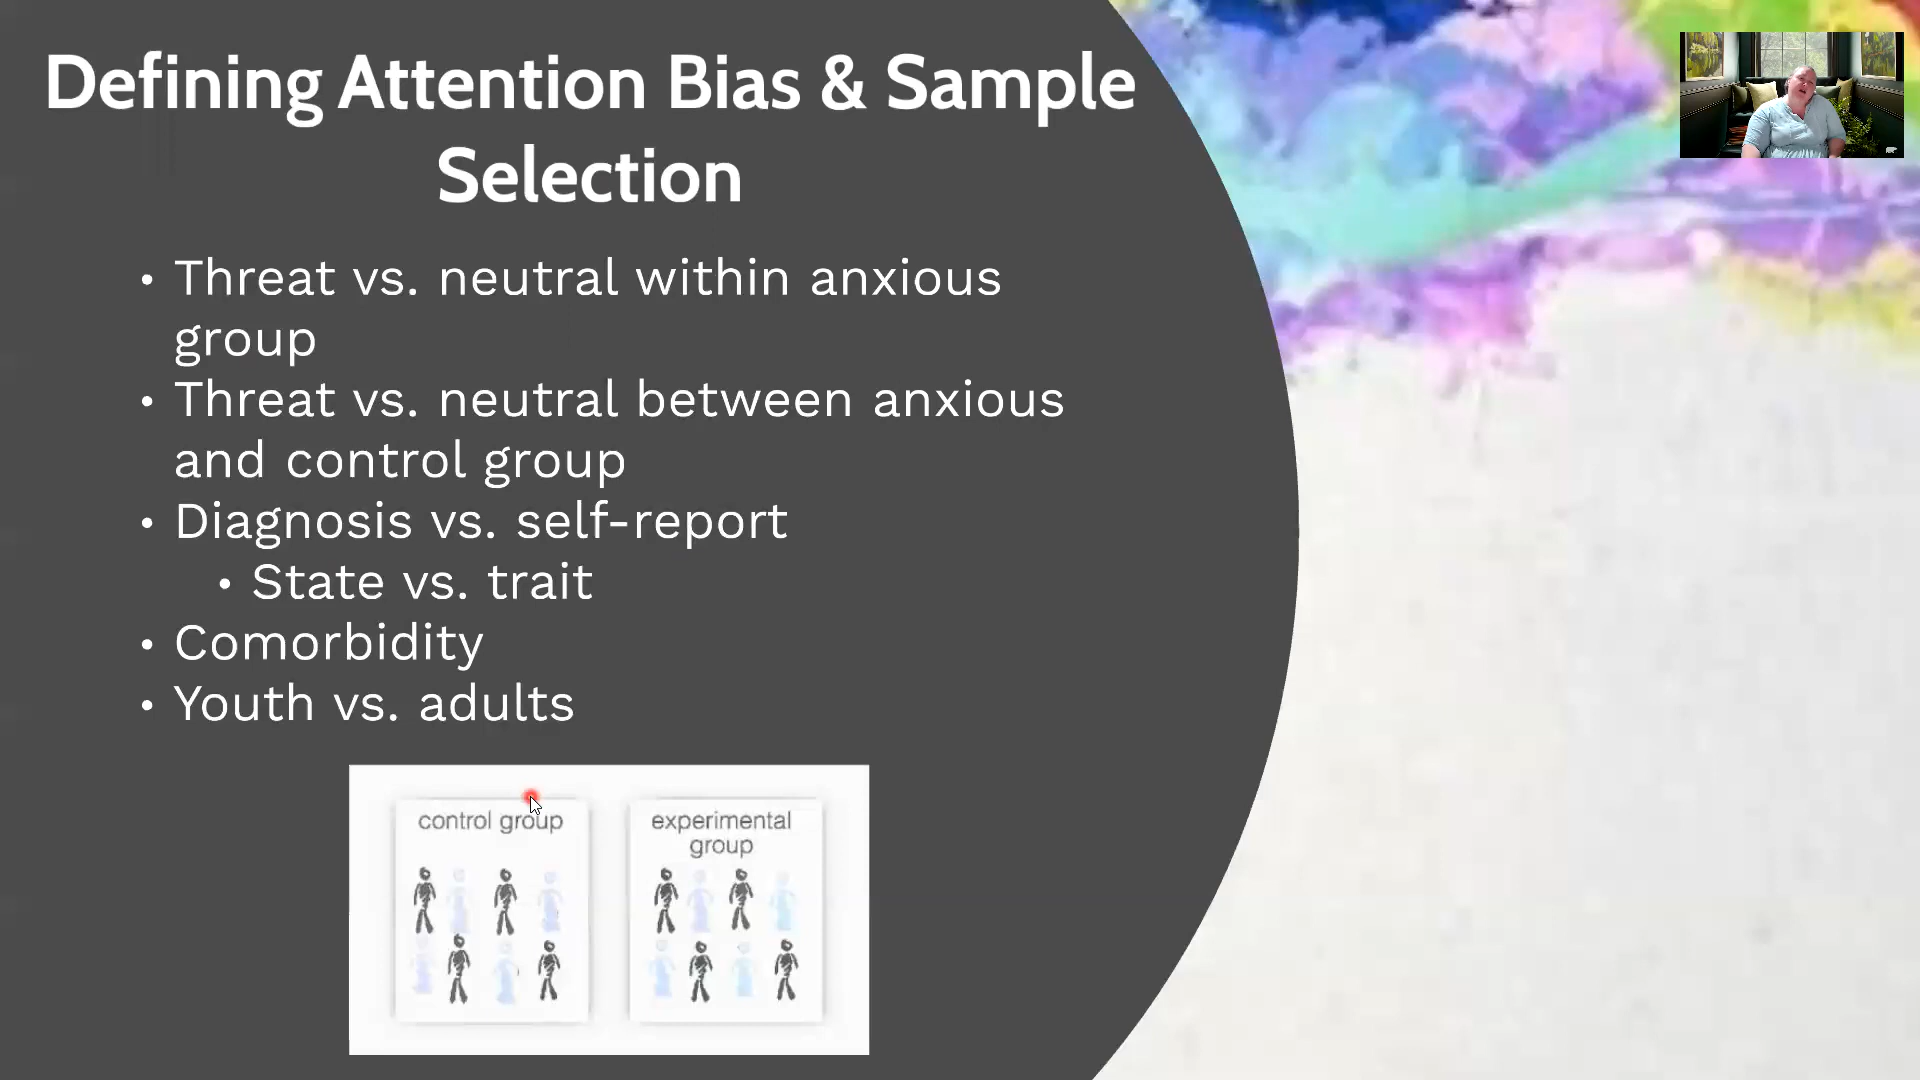 Defining Attention Bias & Sample
Selection
• Threat vs. neutral within anxious
group
• Threat vs. neutral between anxious
and control group
• Diagnosis vs. self-report
• State vs. trait
• Comorbidity
• Youth vs. adults
control group
experimental
group